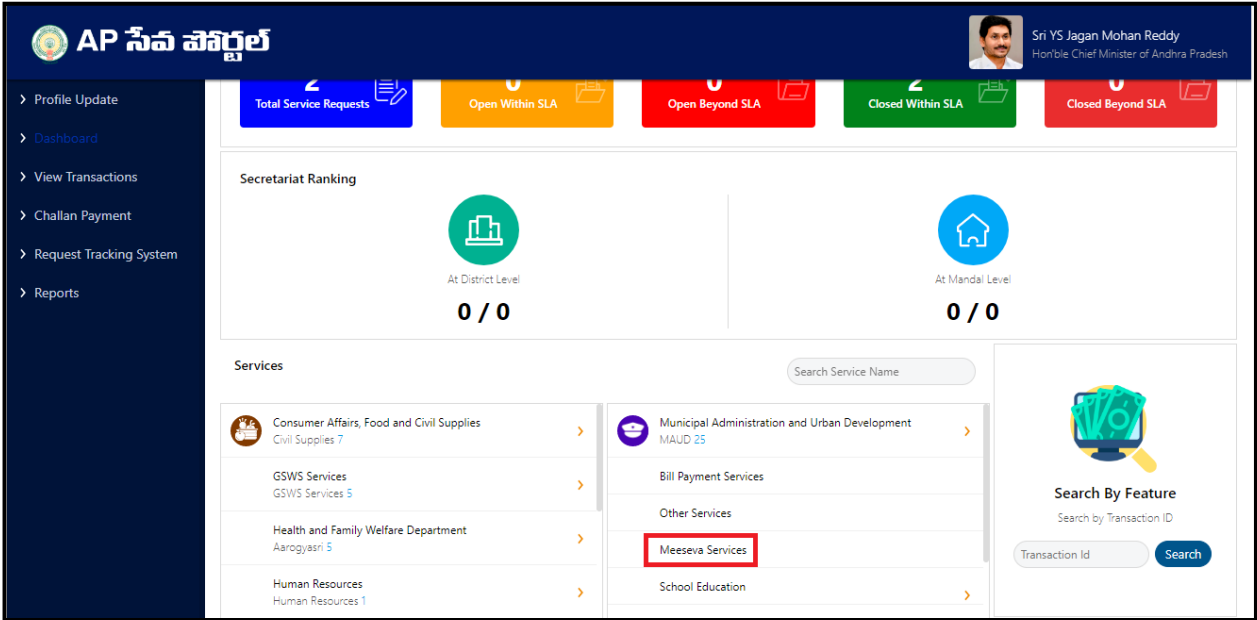 AP సేవ పోర్టల్
Sri YS Jagan Mohan Reddy
Hon'ble Chief Minister of Andhra Pradesh
Profile Update
Dashboard
View Transactions
Challan Payment
Request Tracking System
Reports
2
Total Service Requests
0
Open Within SLA
0
Open Beyond SLA
2
Closed Within SLA
0
Closed Beyond SLA
Secretariat Ranking
At District Level
0 / 0
At Mandal Level
0 / 0
Services
Search Service Name
Consumer Affairs, Food and Civil Supplies
Civil Supplies 7
GSWS Services
GSWS Services 5
Health and Family Welfare Department
Aarogyasri 5
Human Resources
Human Resources 1
Municipal Administration and Urban Development
MAUD 25
Bill Payment Services
Other Services
Meeseva Services
School Education
Search By Feature
Search by Transaction ID
Transaction Id
Search